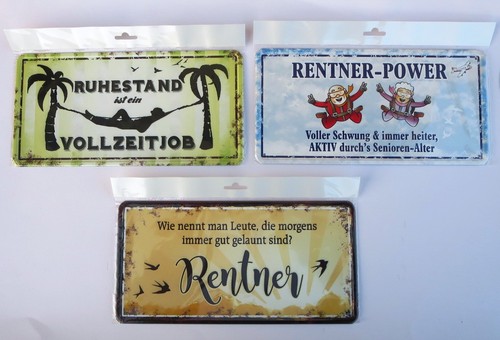 RUHESTAND
ist ein
VOLLZEITJOB
RENTNER-POWER
Voller Schwung & immer heiter,
AKTIV durch's Senioren-Alter
Wie nennt man Leute, die morgens
immer gut gelaunt sind?
Rentner